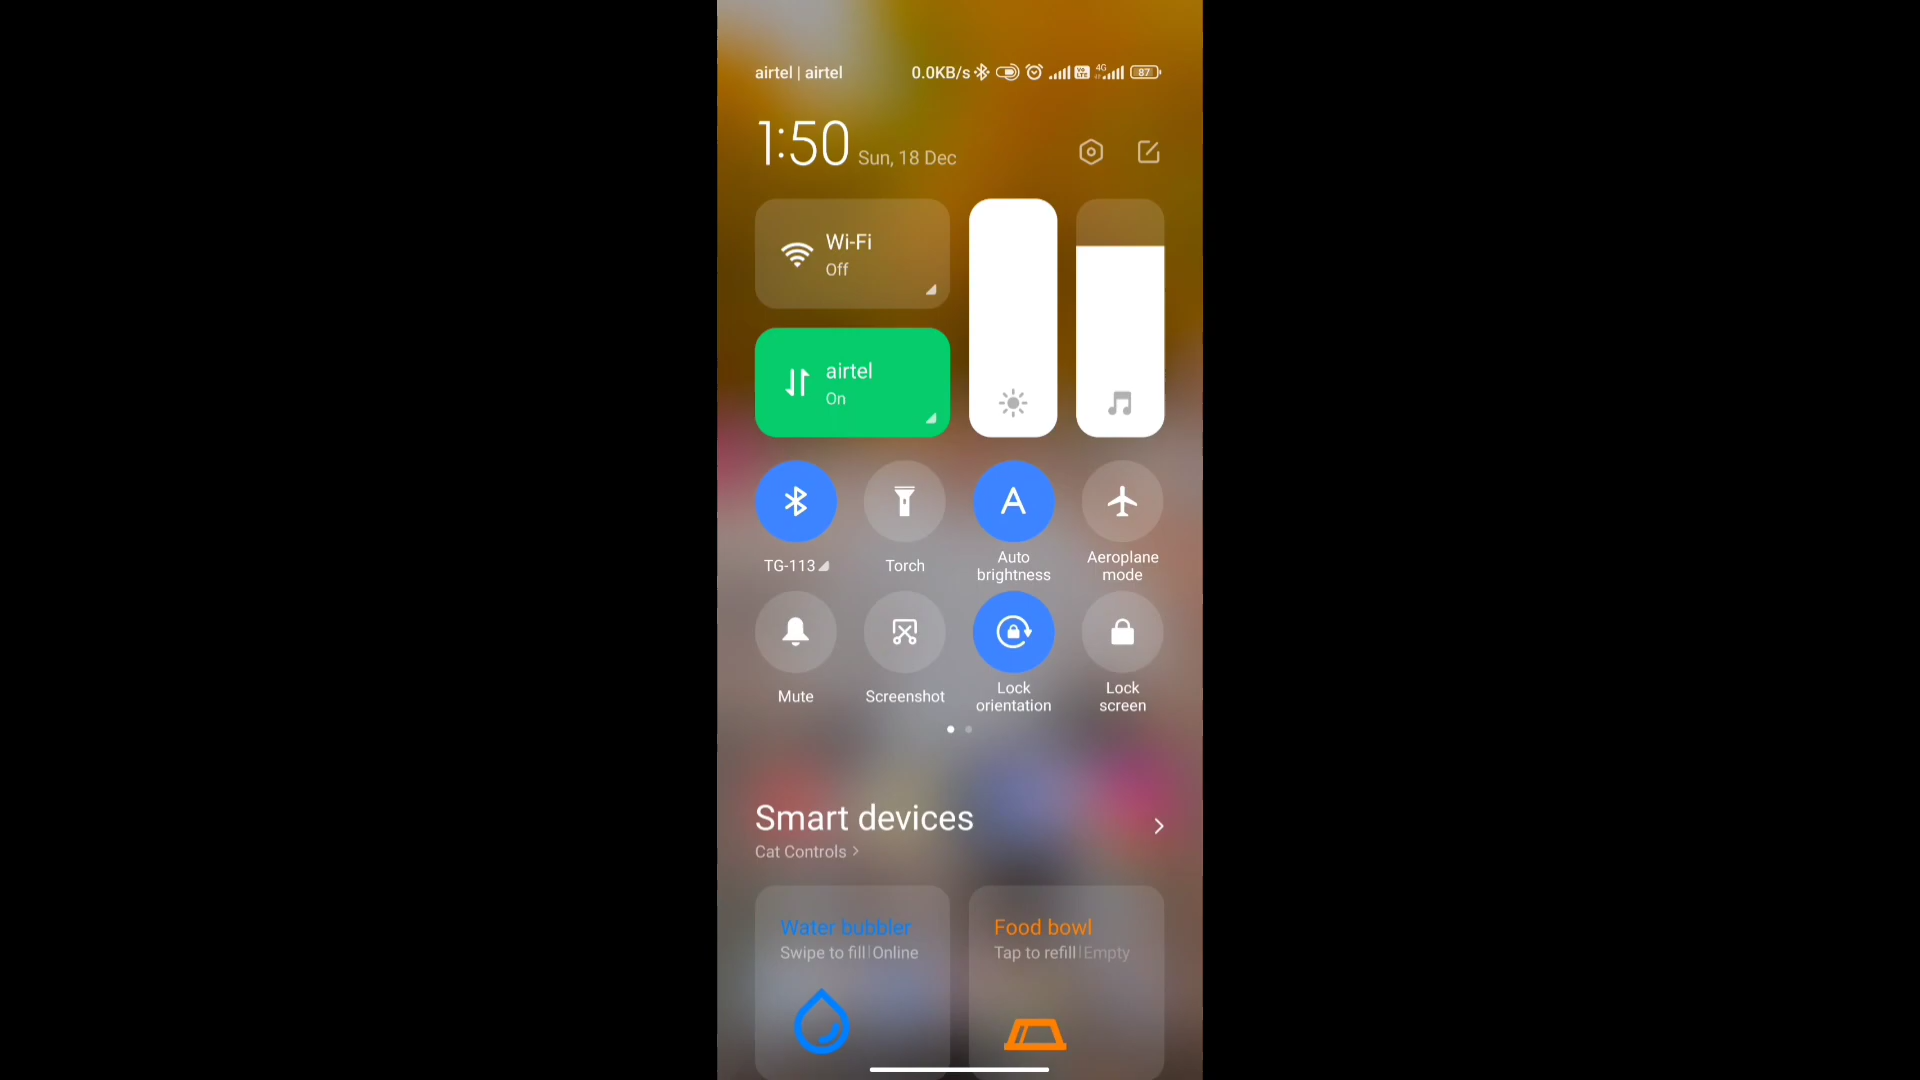 airtel | airtel 0.0KB/s 4G 87
1:50 Sun, 18 Dec
Wi-Fi
Off
airtel
On
A
TG-113
Torch
Auto
brightness
Aeroplane
mode
Mute
Screenshot
Lock
orientation
Lock
screen
Smart devices
Cat Controls >
Water bubbler
Swipe to fill|Online
Food bowl
Tap to refill|Empty